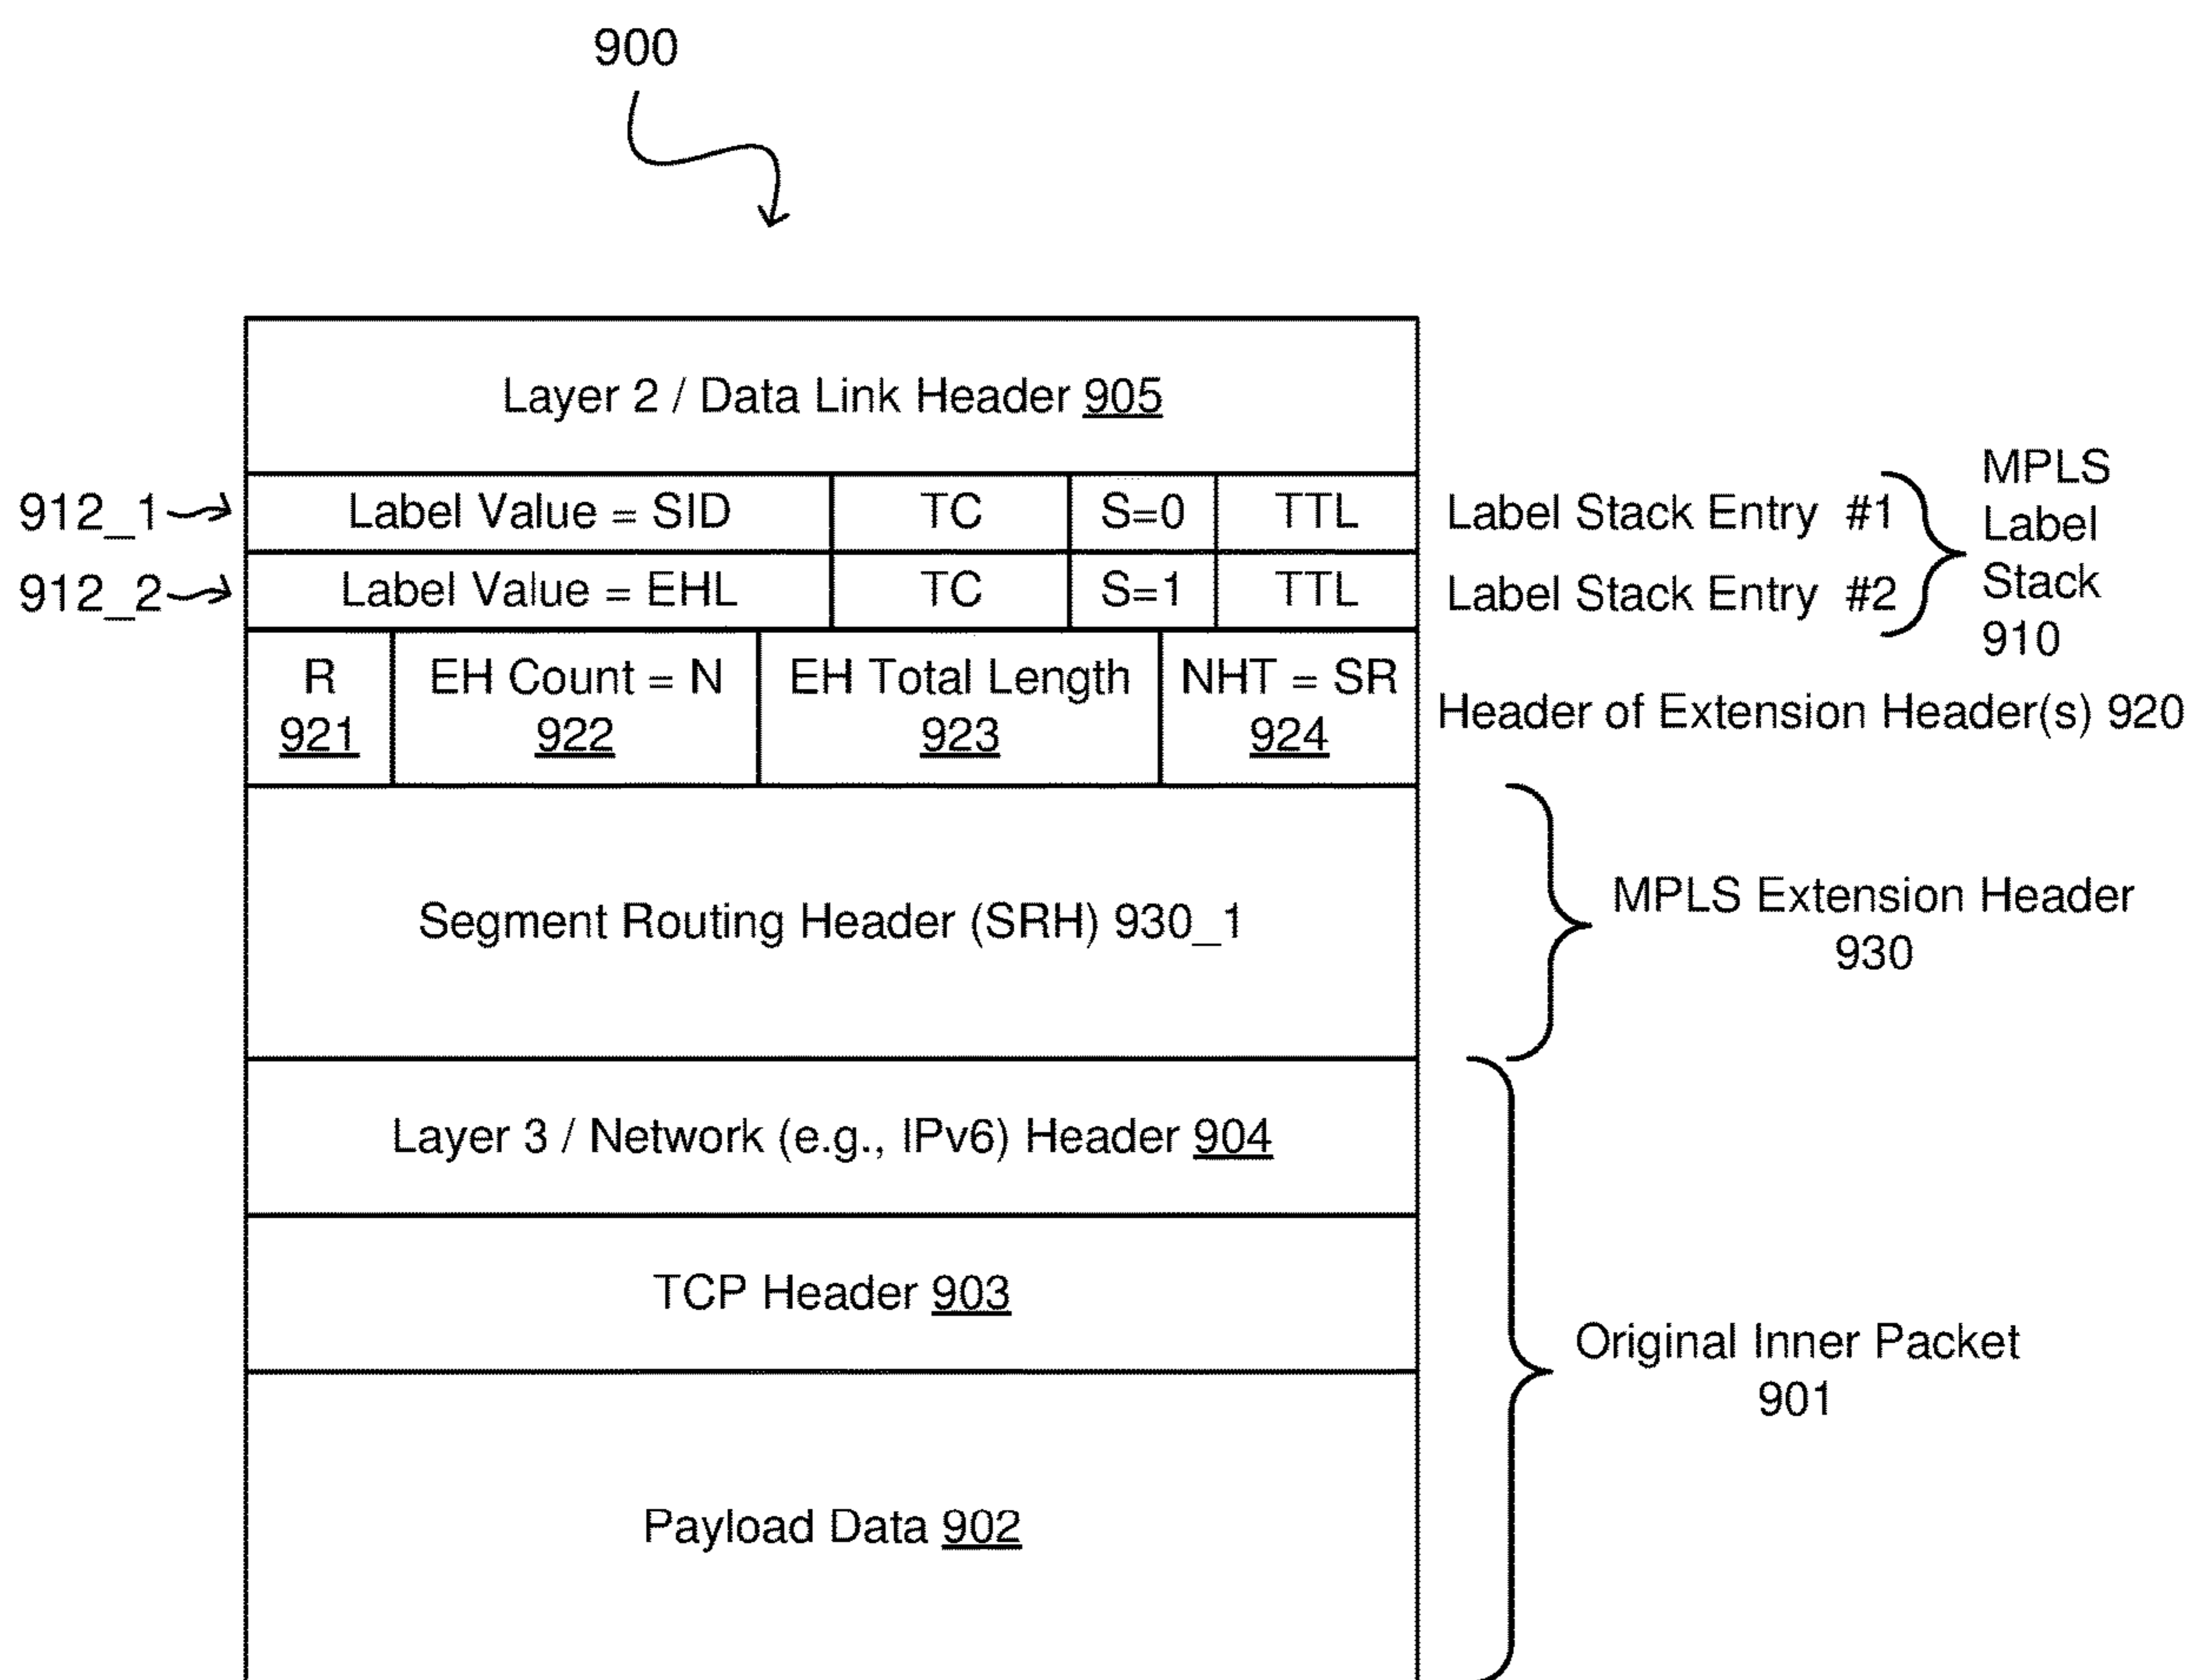 900
Layer 2 / Data Link Header 905
912_1
Label Value = SID
TC
S=0
TTL
Label Stack Entry #1
912_2
Label Value = EHL
TC
S=1
TTL
Label Stack Entry #2
MPLS
Label
Stack
910
R
921
EH Count = N
922
EH Total Length
923
NHT = SR
924
Header of Extension Header(s) 920
Segment Routing Header (SRH) 930_1
MPLS Extension Header
930
Layer 3 / Network (e.g., IPv6) Header 904
TCP Header 903
Payload Data 902
Original Inner Packet
901